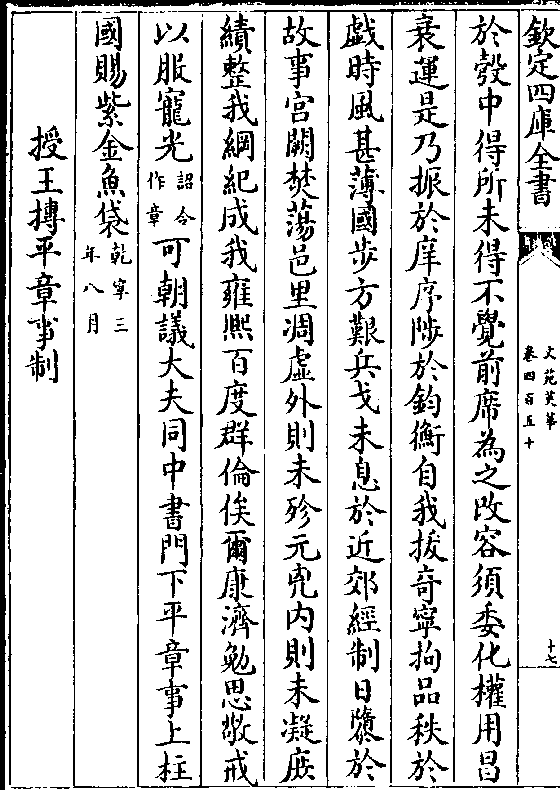 欽定四庫全書
文苑英華
卷四百五十
十七
於彀中得所未得不覺前席為之改容須委化權用昌
衰運是乃振於庠序陟於鈞衡自我拔奇寧拘品秩於
戯時風甚薄國步方艱兵戈未息於近郊經制日隳於
故事宮闕焚蕩邑里凋虛外則未殄元兇内則未凝庶
績整我綱紀成我雍熙百度群倫俟爾康濟勉思敬戒
以服寵光詔令作章可朝議大夫同中書門下平章事上柱
國賜紫金魚袋乾寧三年八月
授王摶平章事制